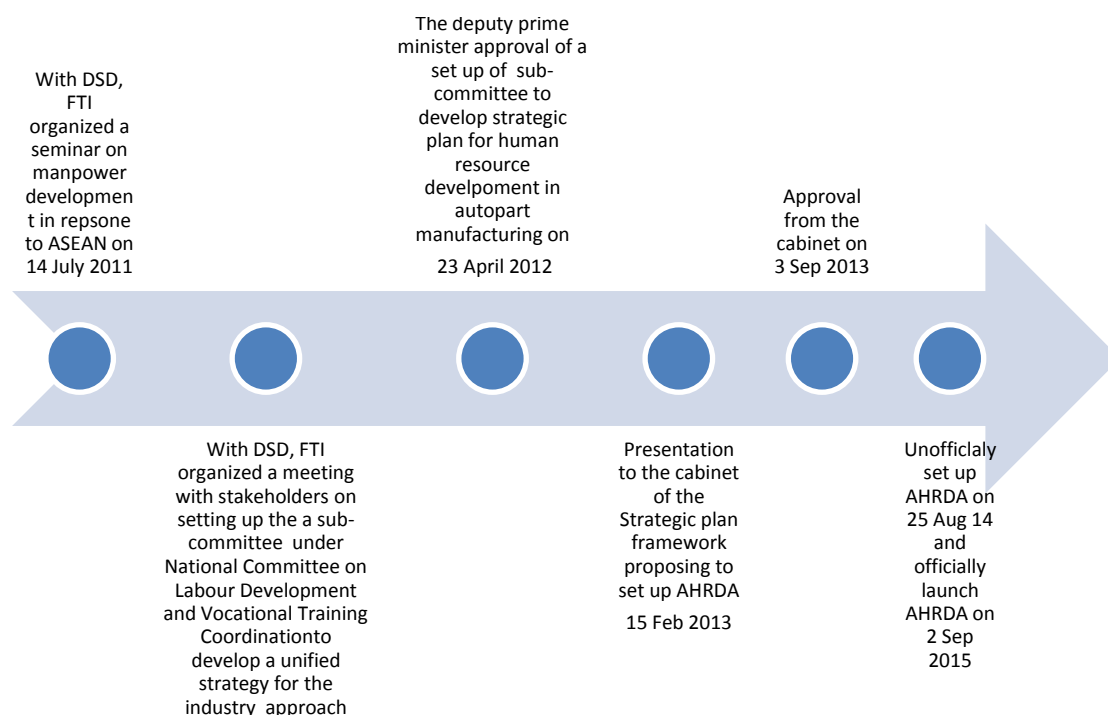 With DSD,
FTI
organized a
seminar on
manpower
developmen
t in repsone
to ASEAN on
14 July 2011
With DSD, FTI
organized a meeting
with stakeholders on
setting up the a sub-
committee under
National Committee on
Labour Development
and Vocational Training
Coordinationto
develop a unified
strategy for the
industry approach
The deputy prime
minister approval of a
set up of sub-
committee to
develop strategic
plan for human
resource
develpoment in
autopart
manufacturing on
23 April 2012
Presentation
to the cabinet
of the
Strategic plan
framework
proposing to
set up AHRDA
15 Feb 2013
Approval
from the
cabinet on
3 Sep 2013
Unofficlaly
set up
AHRDA on
25 Aug 14
and
officially
launch
AHRDA on
2 Sep
2015